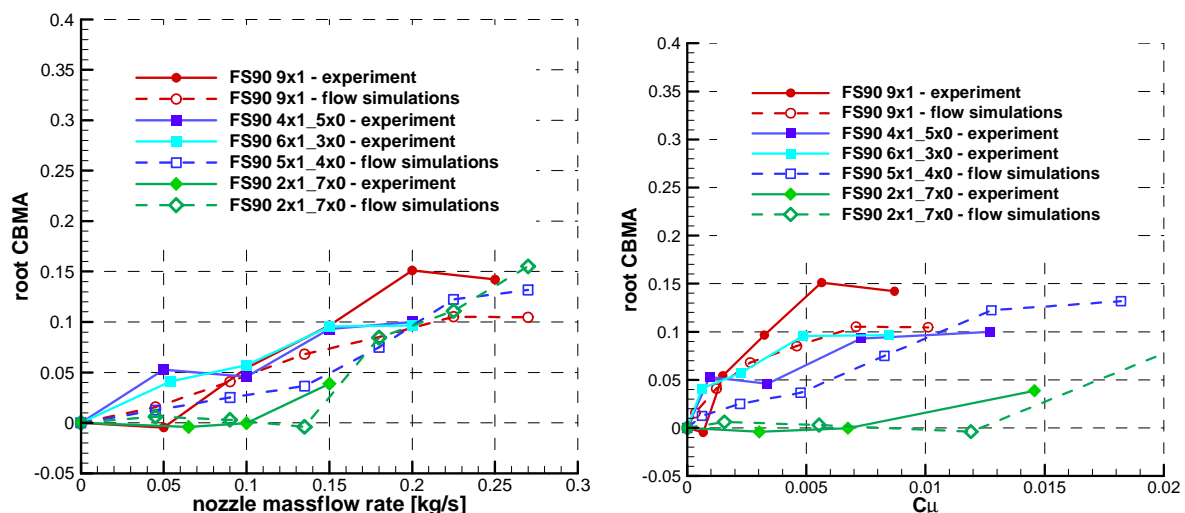 0.4
0.35
0.3
0.25
0.2
0.15
0.1
0.05
0
-0.05
root CBMA
FS90 9x1 - experiment
FS90 9x1 - flow simulations
FS90 4x1_5x0 - experiment
FS90 6x1_3x0 - experiment
FS90 5x1_4x0 - flow simulations
FS90 2x1_7x0 - experiment
FS90 2x1_7x0 - flow simulations
0 0.05 0.1 0.15 0.2 0.25 0.3
nozzle massflow rate [kg/s]
0.4
0.35
0.3
0.25
0.2
0.15
0.1
0.05
0
-0.05
root CBMA
FS90 9x1 - experiment
FS90 9x1 - flow simulations
FS90 4x1_5x0 - experiment
FS90 6x1_3x0 - experiment
FS90 5x1_4x0 - flow simulations
FS90 2x1_7x0 - experiment
FS90 2x1_7x0 - flow simulations
0 0.005 0.01 0.015 0.02
Cμ